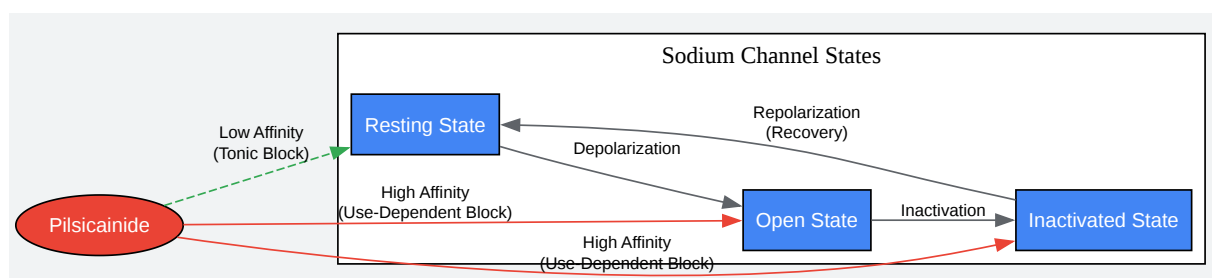 Sodium Channel States
Resting State
Repolarization
(Recovery)
Low Affinity
(Tonic Block)
Depolarization
High Affinity
(Use-Dependent Block)
Pilsicainide
Open State
Inactivation
Inactivated State
High Affinity
(Use-Dependent Block)